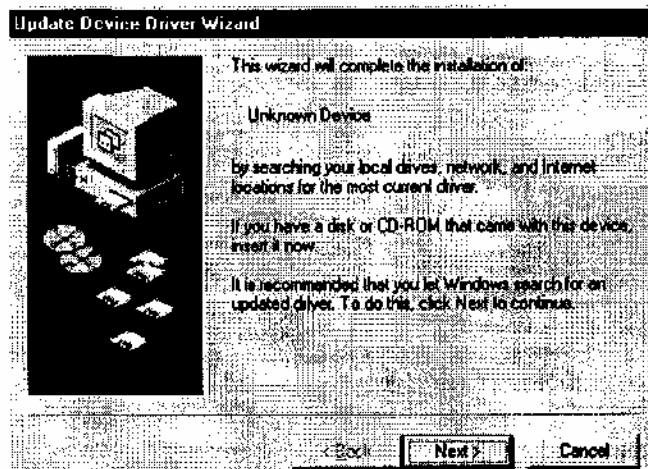 Update Device Driver Wizard
This wizard will complete the installation of:
Unknown Device
by searching your local drives, network, and Internet
locations for the most current driver.
If you have a disk or CD-ROM that came with this device,
insert it now.
It is recommended that you let Windows search for an
updated driver. To do this, click Next to continue.
< Back
Next >
Cancel